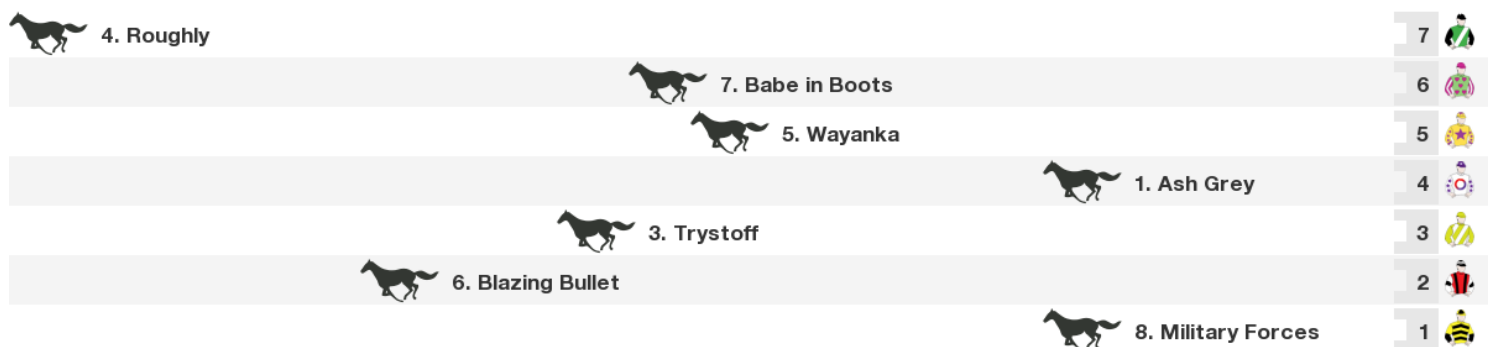 4. Roughly 7
7. Babe in Boots 6
5. Wayanka 5
1. Ash Grey 4
3. Trystoff 3
6. Blazing Bullet 2
8. Military Forces 1